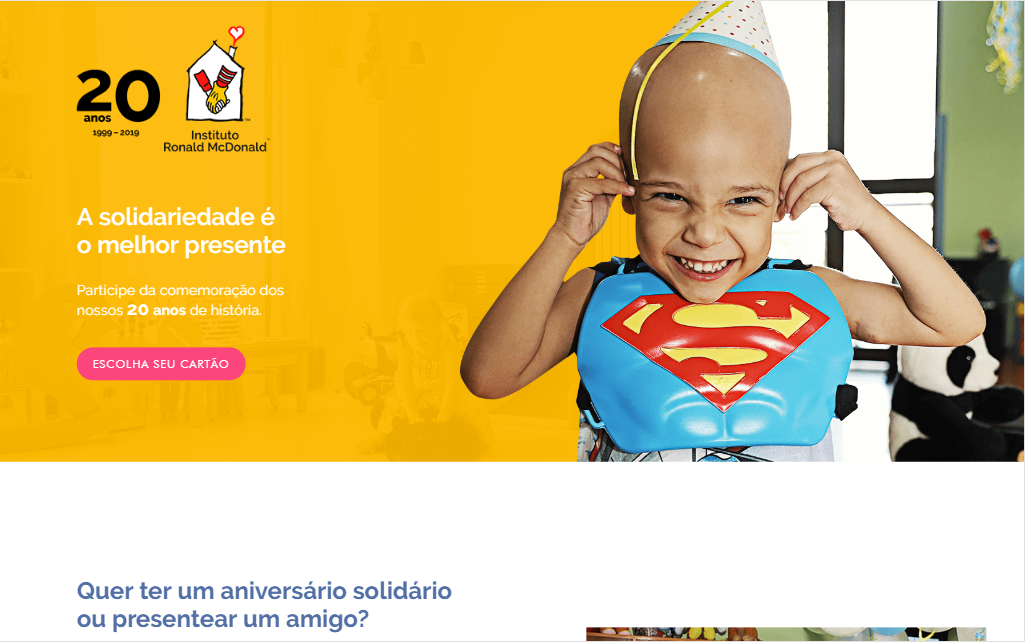 20
anos
1999 – 2019
Instituto
Ronald McDonald
A solidariedade é
o melhor presente
Participe da comemoração dos
nossos 20 anos de história.
ESCOLHA SEU CARTÃO
Quer ter um aniversário solidário
ou presentear um amigo?